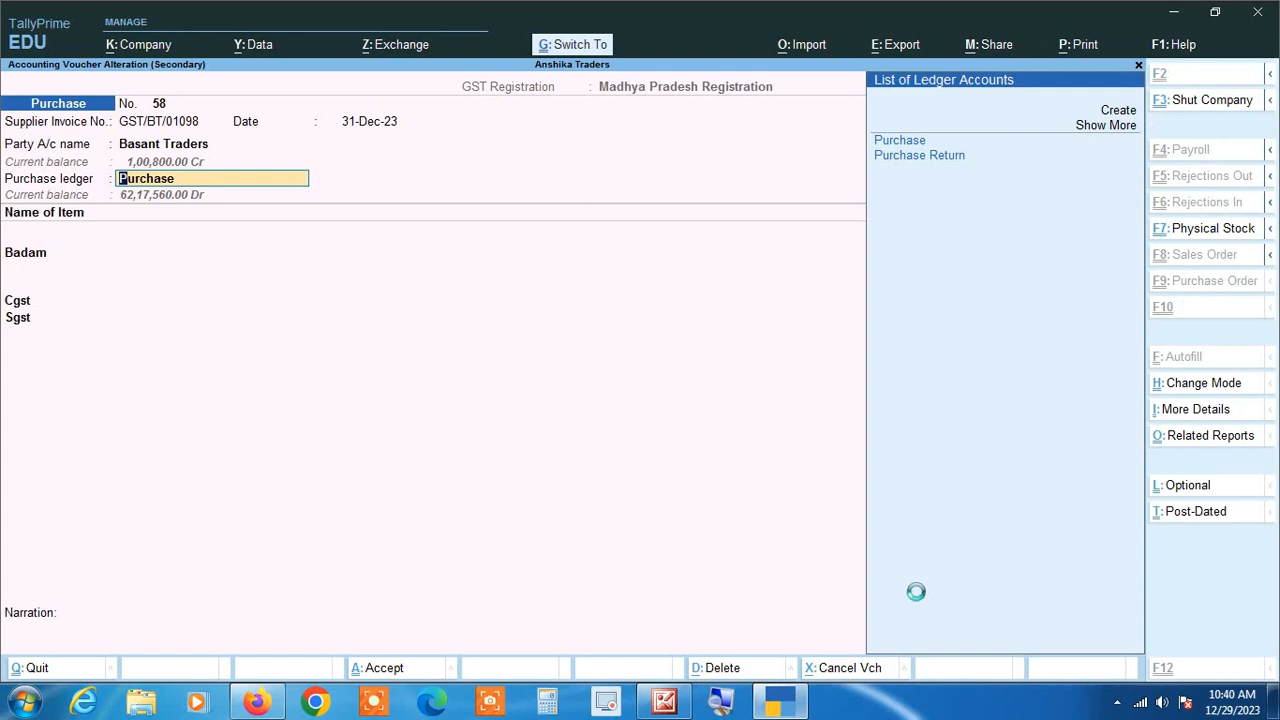 TallyPrime
EDU
MANAGE
K: Company
Y: Data
Z: Exchange
G: Switch To
O: Import
E: Export
M: Share
P: Print
F1: Help
Accounting Voucher Alteration (Secondary)
Anshika Traders
GST Registration : Madhya Pradesh Registration
Purchase No. 58
Supplier Invoice No.: GST/BT/01098 Date : 31-Dec-23
Party A/c name : Basant Traders
Current balance : 1,00,800.00 Cr
Purchase ledger : Purchase
Current balance : 62,17,560.00 Dr
Name of Item
Badam
Cgst
Sgst
Narration:
List of Ledger Accounts
Create
Show More
Purchase
Purchase Return
F2
F3: Shut Company
F4: Payroll
F5: Rejections Out
F6: Rejections In
F7: Physical Stock
F8: Sales Order
F9: Purchase Order
F10
F: Autofill
H: Change Mode
I: More Details
O: Related Reports
L: Optional
T: Post-Dated
Q: Quit
A: Accept
D: Delete
X: Cancel Vch
F12
10:40 AM
12/29/2023